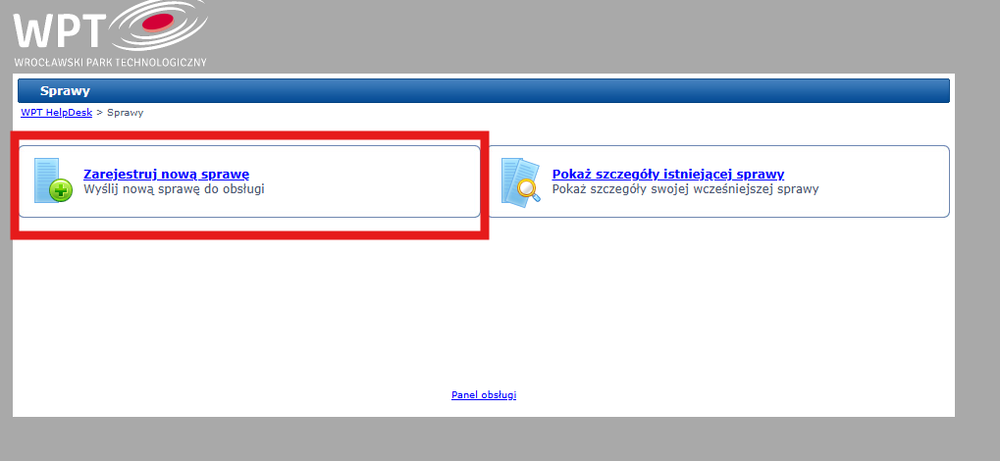 WPT
WROCŁAWSKI PARK TECHNOLOGICZNY
Sprawy
WPT HelpDesk > Sprawy
Zarejestruj nową sprawę
Wyślij nową sprawę do obsługi
Pokaż szczegóły istniejącej sprawy
Pokaż szczegóły swojej wcześniejszej sprawy
Panel obsługi